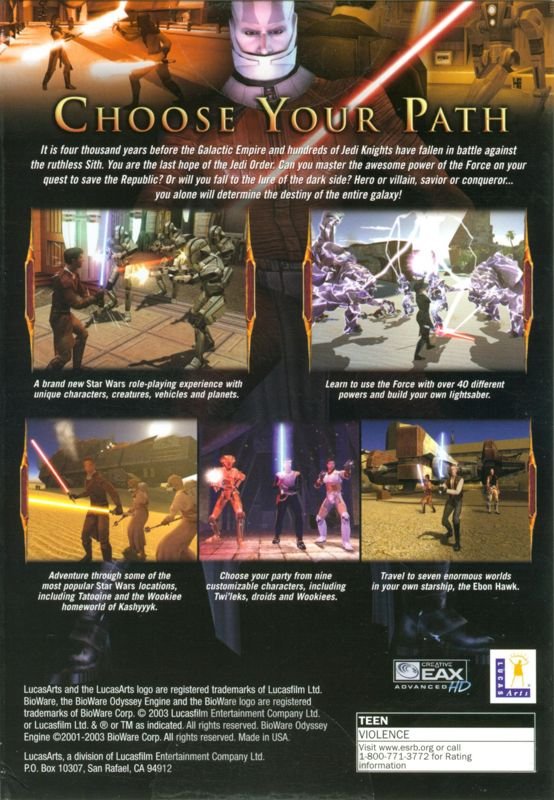 CHOOSE YOUR PATH
It is four thousand years before the Galactic Empire and hundreds of Jedi Knights have fallen in battle against
the ruthless Sith. You are the last hope of the Jedi Order. Can you master the awesome power of the Force on your
quest to save the Republic? Or will you fall to the lure of the dark side? Hero or villain, savior or conqueror...
you alone will determine the destiny of the entire galaxy!
A brand new Star Wars role-playing experience with
unique characters, creatures, vehicles and planets.
Learn to use the Force with over 40 different
powers and build your own lightsaber.
Adventure through some of the
most popular Star Wars locations,
including Tatooine and the Wookiee
homeworld of Kashyyyk.
Choose your party from nine
customizable characters, including
Twi'leks, droids and Wookiees.
Travel to seven enormous worlds
in your own starship, the Ebon Hawk.
CREATIVE
EAX
ADVANCED HD
LUCAS
Arts
LucasArts and the LucasArts logo are registered trademarks of Lucasfilm Ltd.
BioWare, the BioWare Odyssey Engine and the BioWare logo are registered
trademarks of BioWare Corp. © 2003 Lucasfilm Entertainment Company Ltd.
or Lucasfilm Ltd. & ® or TM as indicated. All rights reserved. BioWare Odyssey
Engine ©2001-2003 BioWare Corp. All rights reserved. Made in USA.
LucasArts, a division of Lucasfilm Entertainment Company Ltd.
P.O. Box 10307, San Rafael, CA 94912
TEEN
VIOLENCE
Visit www.esrb.org or call
1-800-771-3772 for Rating
information